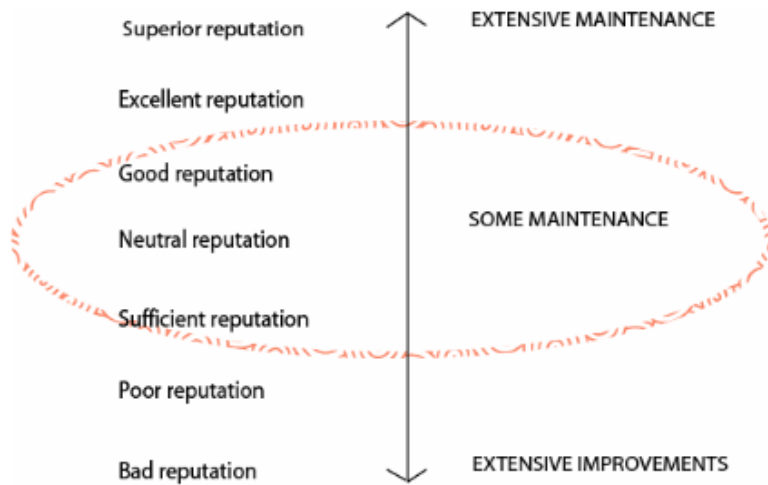 Superior reputation
EXTENSIVE MAINTENANCE
Excellent reputation
Good reputation
Neutral reputation
SOME MAINTENANCE
Sufficient reputation
Poor reputation
Bad reputation
EXTENSIVE IMPROVEMENTS